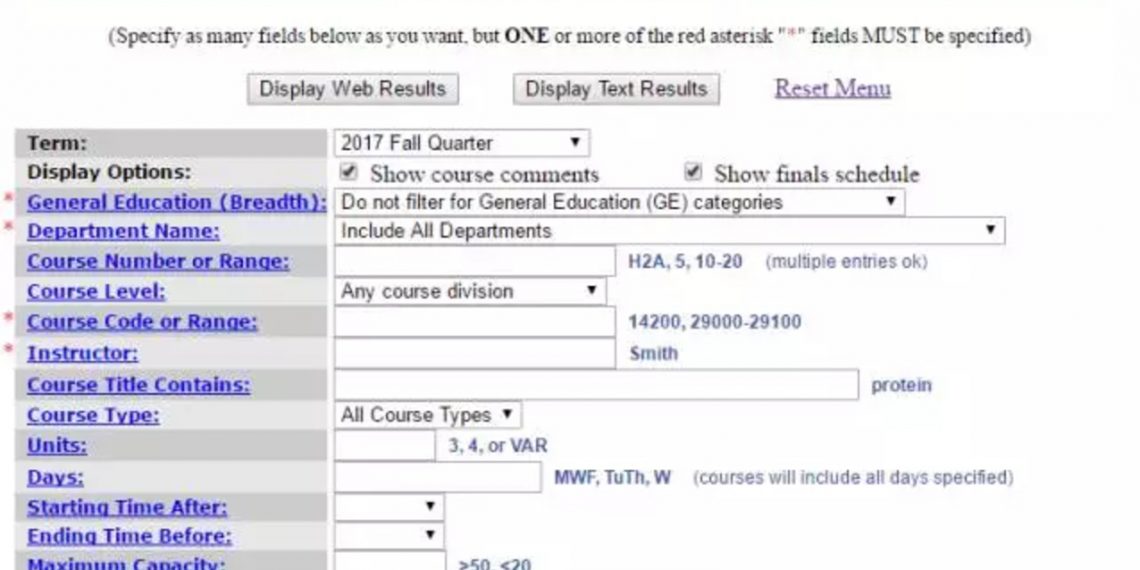 (Specify as many fields below as you want, but ONE or more of the red asterisk "*" fields MUST be specified)
Display Web Results Display Text Results Reset Menu
Term: 2017 Fall Quarter
Display Options: Show course comments Show finals schedule
* General Education (Breadth): Do not filter for General Education (GE) categories
* Department Name: Include All Departments
Course Number or Range: H2A, 5, 10-20 (multiple entries ok)
Course Level: Any course division
* Course Code or Range: 14200, 29000-29100
* Instructor: Smith
Course Title Contains: protein
Course Type: All Course Types
Units: 3, 4, or VAR
Days: MWF, TuTh, W (courses will include all days specified)
Starting Time After:
Ending Time Before:
Maximum Capacity: >50, <20